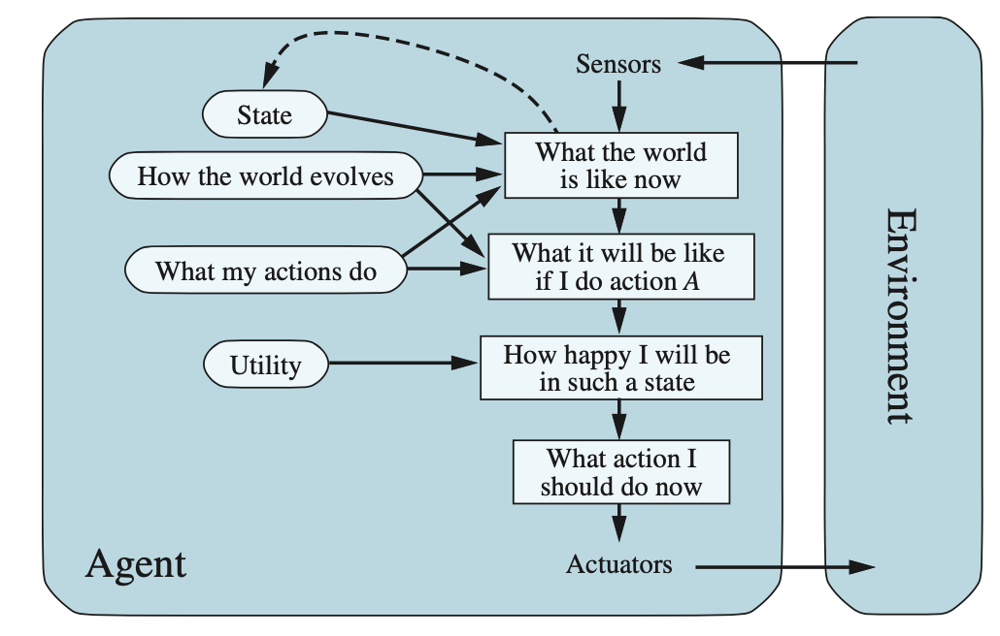 Sensors
State
What the world
is like now
How the world evolves
What it will be like
if I do action A
What my actions do
How happy I will be
in such a state
Utility
What action I
should do now
Actuators
Agent
Environment